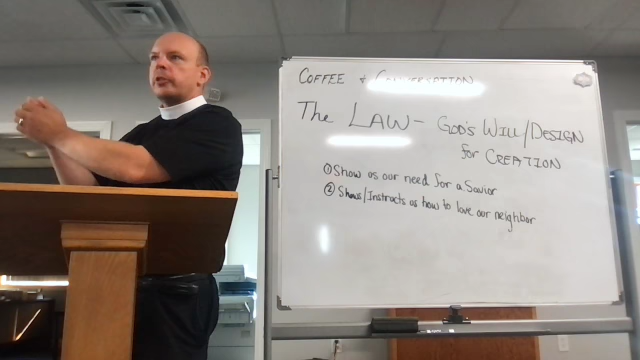 COFFEE + CONVERSATION
The LAW - GOD'S WILL/DESIGN
for CREATION
① Show us our need for a Savior
② Shows/Instructs us how to love our neighbor